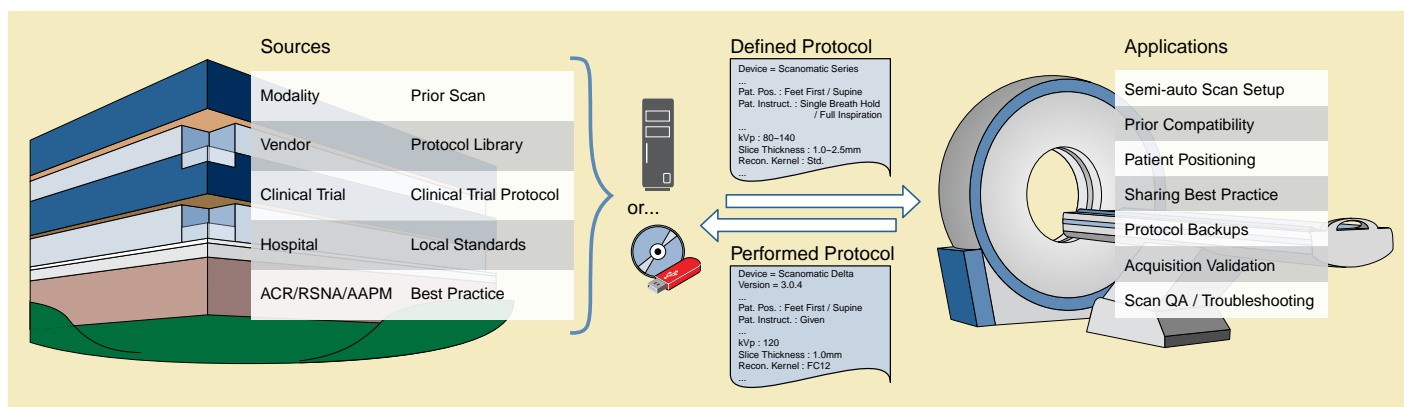 Sources
Modality Prior Scan
Vendor Protocol Library
Clinical Trial Clinical Trial Protocol
Hospital Local Standards
ACR/RSNA/AAPM Best Practice
or...
Defined Protocol
Device = Scanomatic Series
...
Pat. Pos. : Feet First / Supine
Pat. Instruct. : Single Breath Hold
/ Full Inspiration
...
kVp : 80~140
Slice Thickness : 1.0~2.5mm
Recon. Kernel : Std.
...
Performed Protocol
Device = Scanomatic Delta
Version = 3.0.4
...
Pat. Pos. : Feet First / Supine
Pat. Instruct. : Given
...
kVp : 120
Slice Thickness : 1.0mm
Recon. Kernel : FC12
...
Applications
Semi-auto Scan Setup
Prior Compatibility
Patient Positioning
Sharing Best Practice
Protocol Backups
Acquisition Validation
Scan QA / Troubleshooting